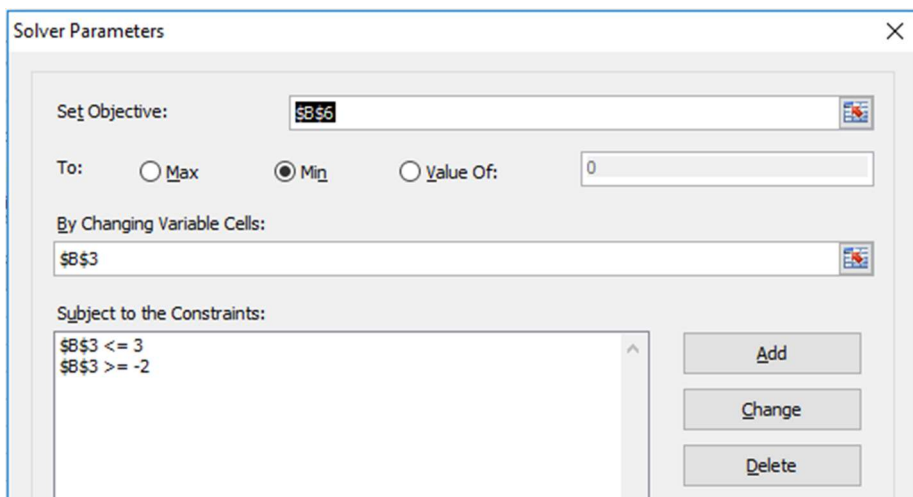 Solver Parameters
Set Objective: $B$6
To: Max Min Value Of: 0
By Changing Variable Cells:
$B$3
Subject to the Constraints:
$B$3 <= 3
$B$3 >= -2
Add
Change
Delete